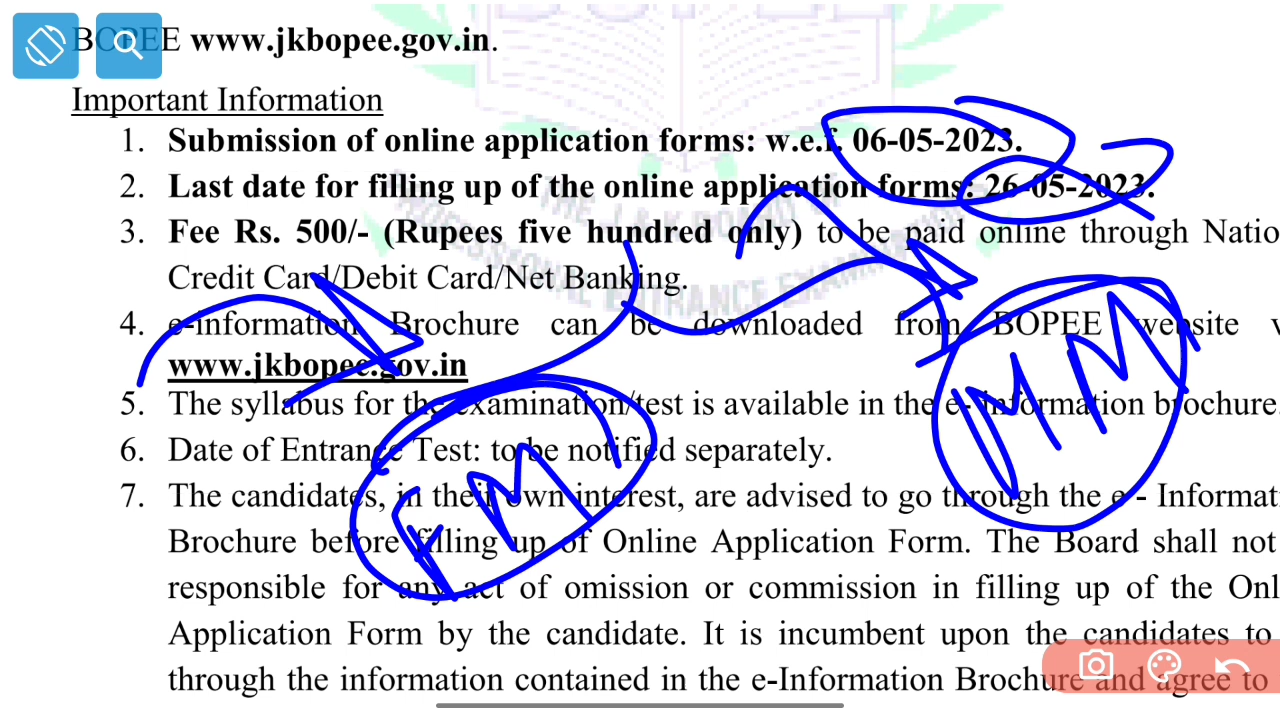 BOPEE www.jkbopee.gov.in.
Important Information
1. Submission of online application forms: w.e.f. 06-05-2023.
2. Last date for filling up of the online application forms: 26-05-2023.
3. Fee Rs. 500/- (Rupees five hundred only) to be paid online through Natio
Credit Card/Debit Card/Net Banking.
4. e-information Brochure can be downloaded from BOPEE website
www.jkbopee.gov.in
5. The syllabus for the examination/test is available in the e- information brochure.
6. Date of Entrance Test: to be notified separately.
7. The candidates, in their own interest, are advised to go through the e - Informat
Brochure before filling up of Online Application Form. The Board shall not
responsible for any act of omission or commission in filling up of the Onl
Application Form by the candidate. It is incumbent upon the candidates to
through the information contained in the e-Information Brochure and agree to
MM